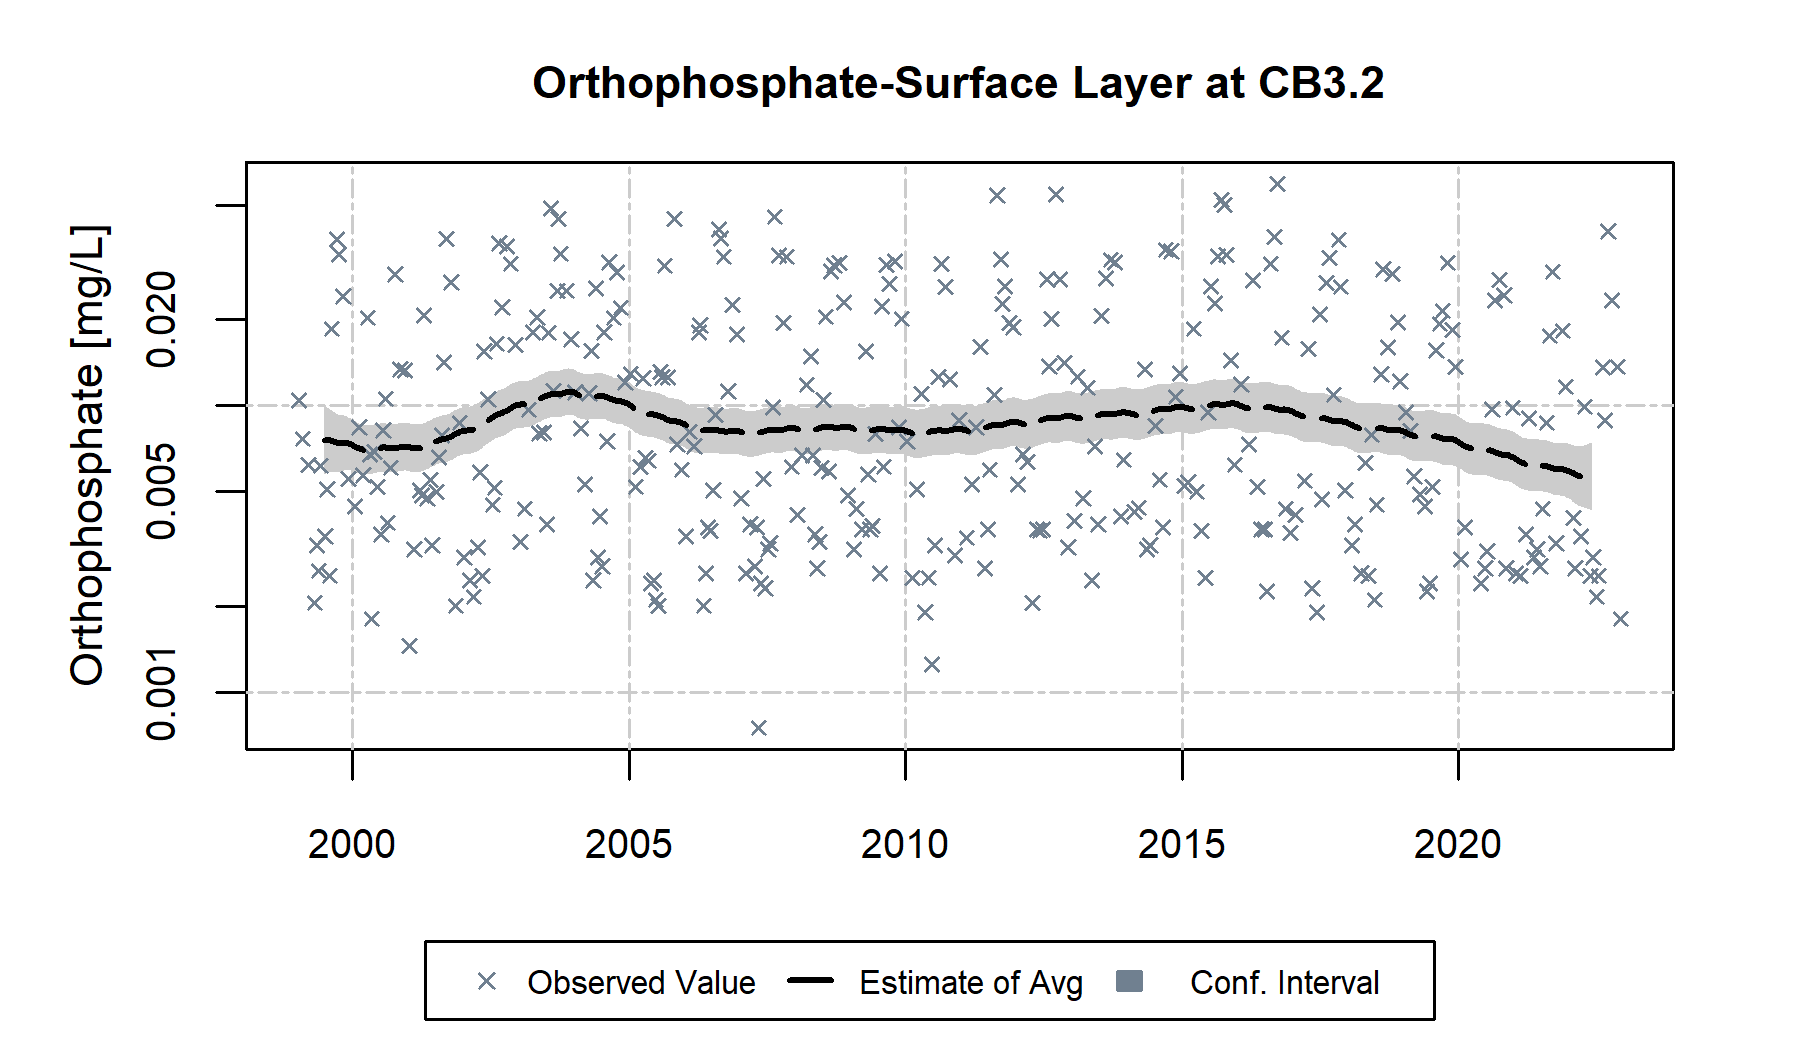 Orthophosphate-Surface Layer at CB3.2
Orthophosphate [mg/L]
0.020
0.005
0.001
2000 2005 2010 2015 2020
Observed Value Estimate of Avg Conf. Interval